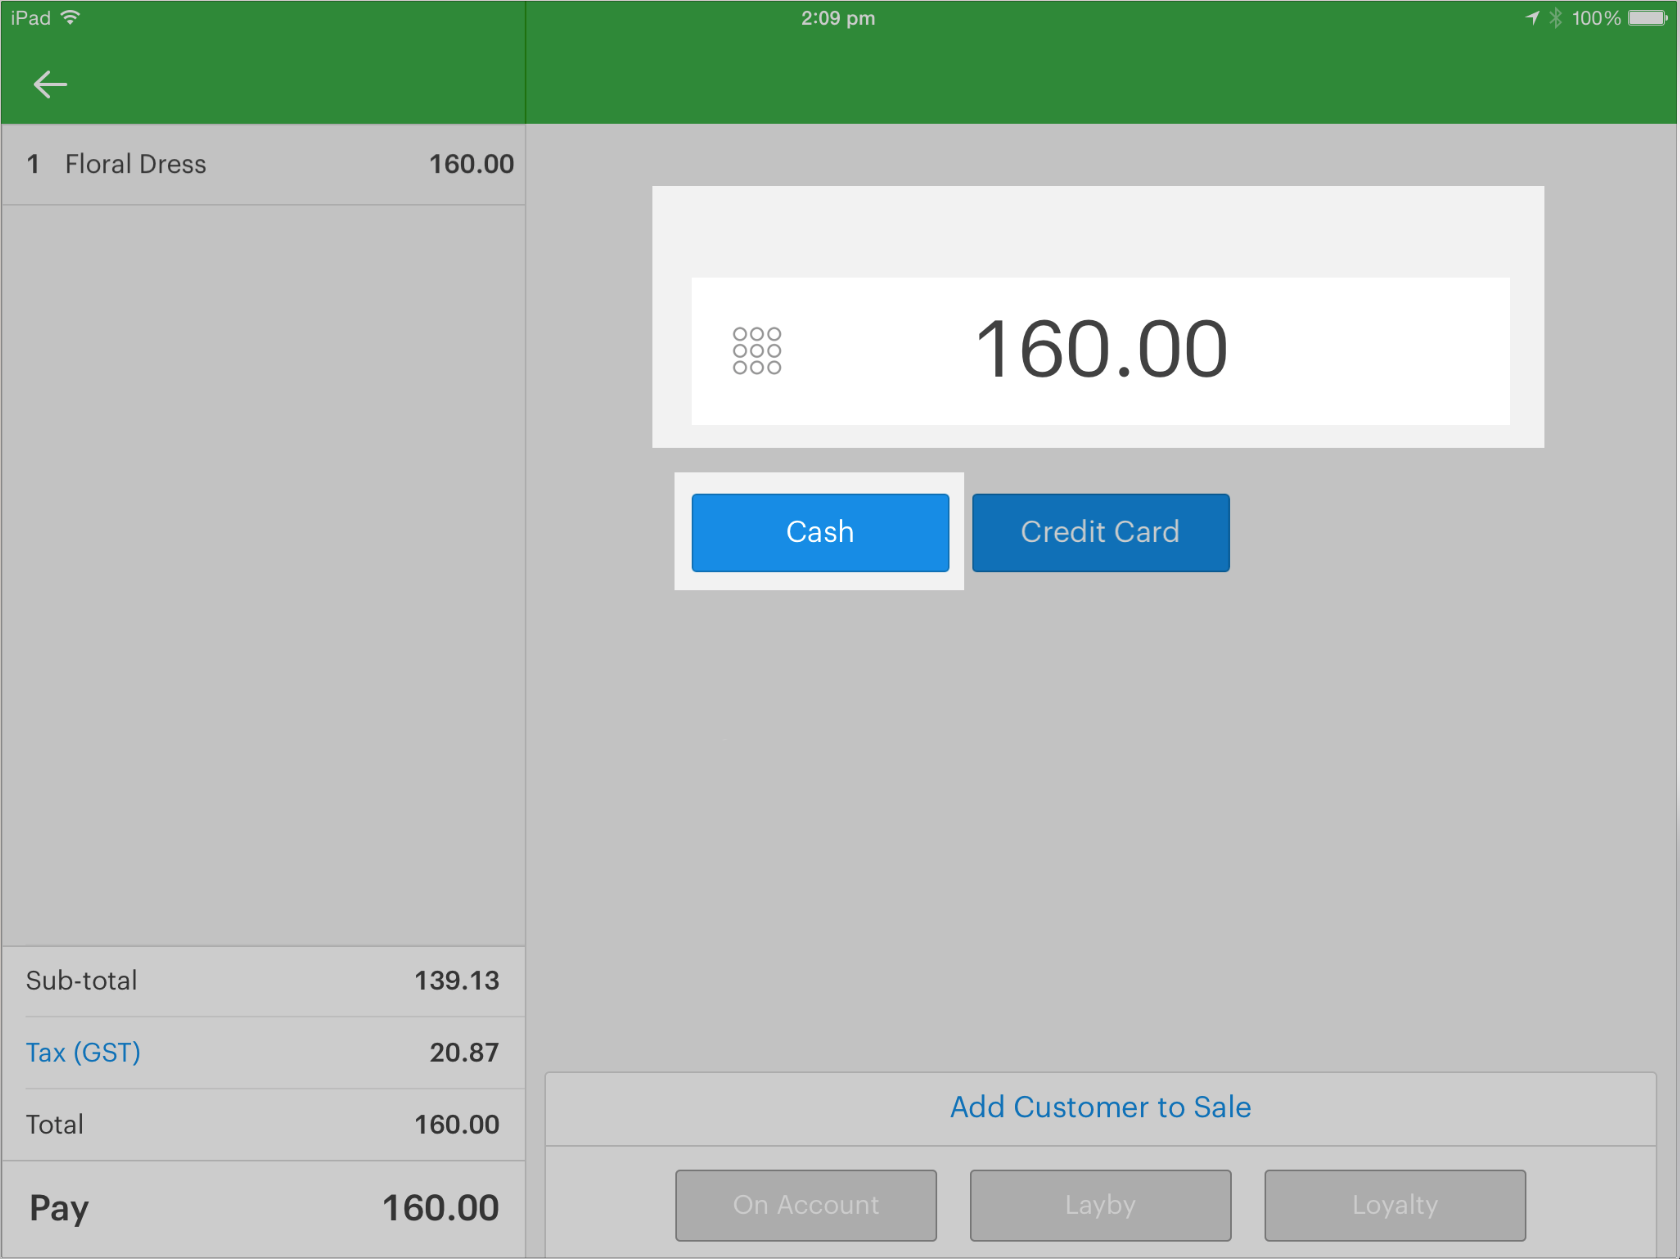 iPad 2:09 pm 100%
1 Floral Dress 160.00
160.00
Cash Credit Card
Sub-total 139.13
Tax (GST) 20.87
Total 160.00
Pay 160.00
Add Customer to Sale
On Account Layby Loyalty